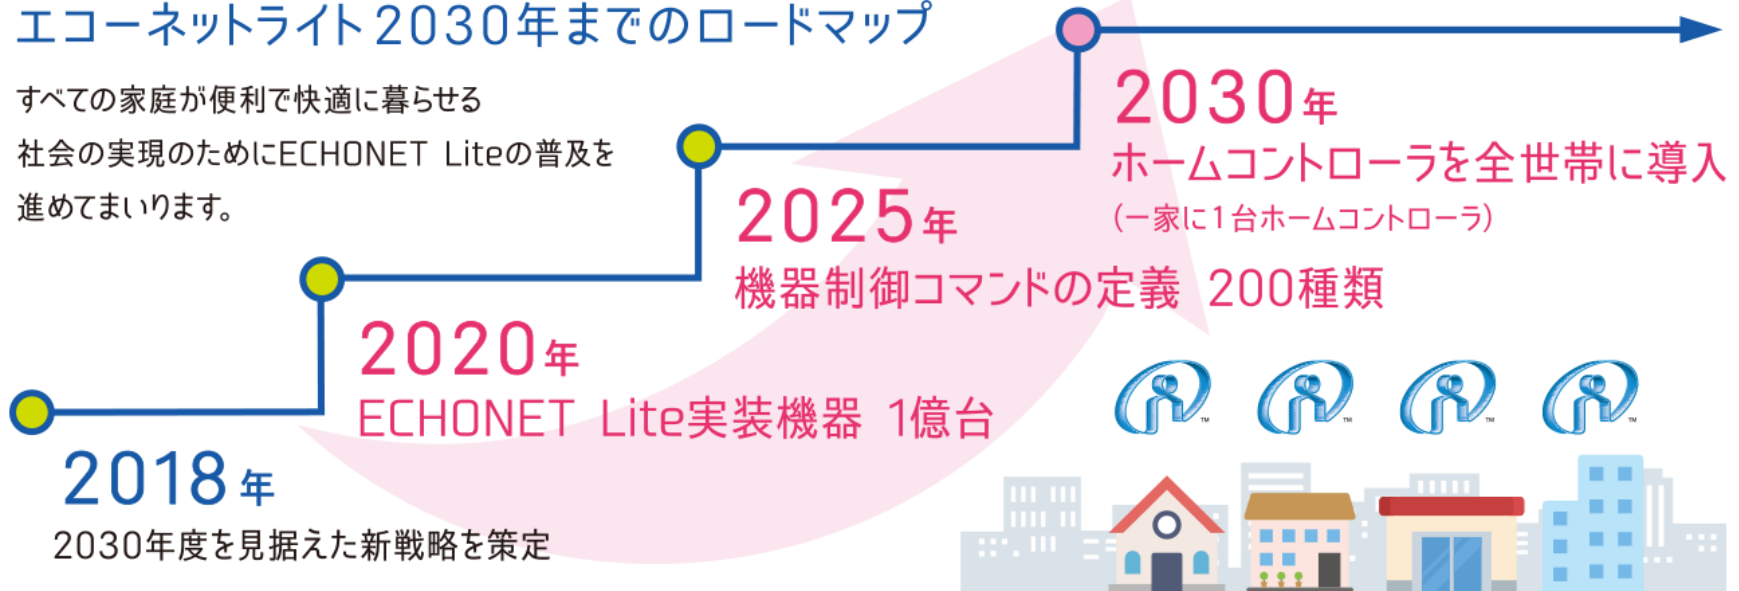 エコーネットライト2030年までのロードマップ
すべての家庭が便利で快適に暮らせる
社会の実現のためにECHONET Liteの普及を
進めてまいります。
2018年
2030年度を見据えた新戦略を策定
2020年
ECHONET Lite実装機器 1億台
2025年
機器制御コマンドの定義 200種類
2030年
ホームコントローラを全世帯に導入
(一家に1台ホームコントローラ)
TM
TM
TM
TM